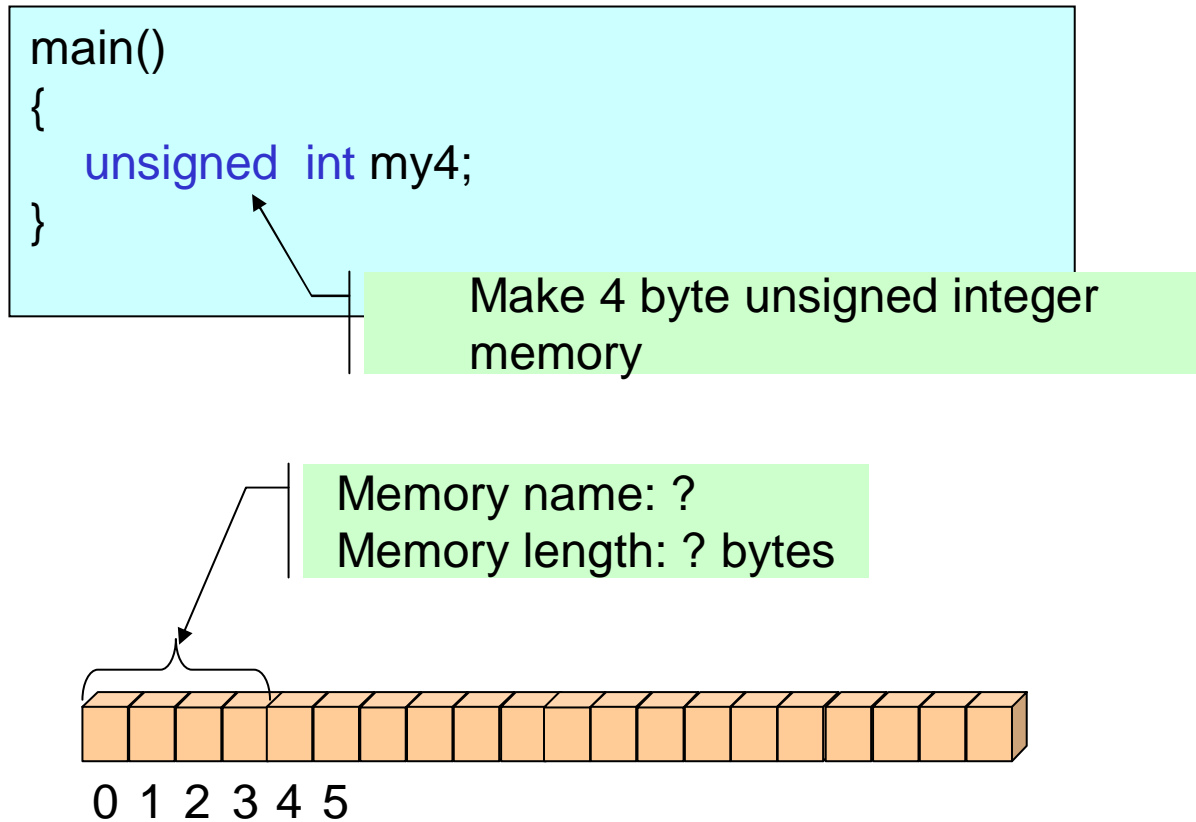 main()
{
unsigned int my4;
}
Make 4 byte unsigned integer
memory
Memory name: ?
Memory length: ? bytes
0 1 2 3 4 5